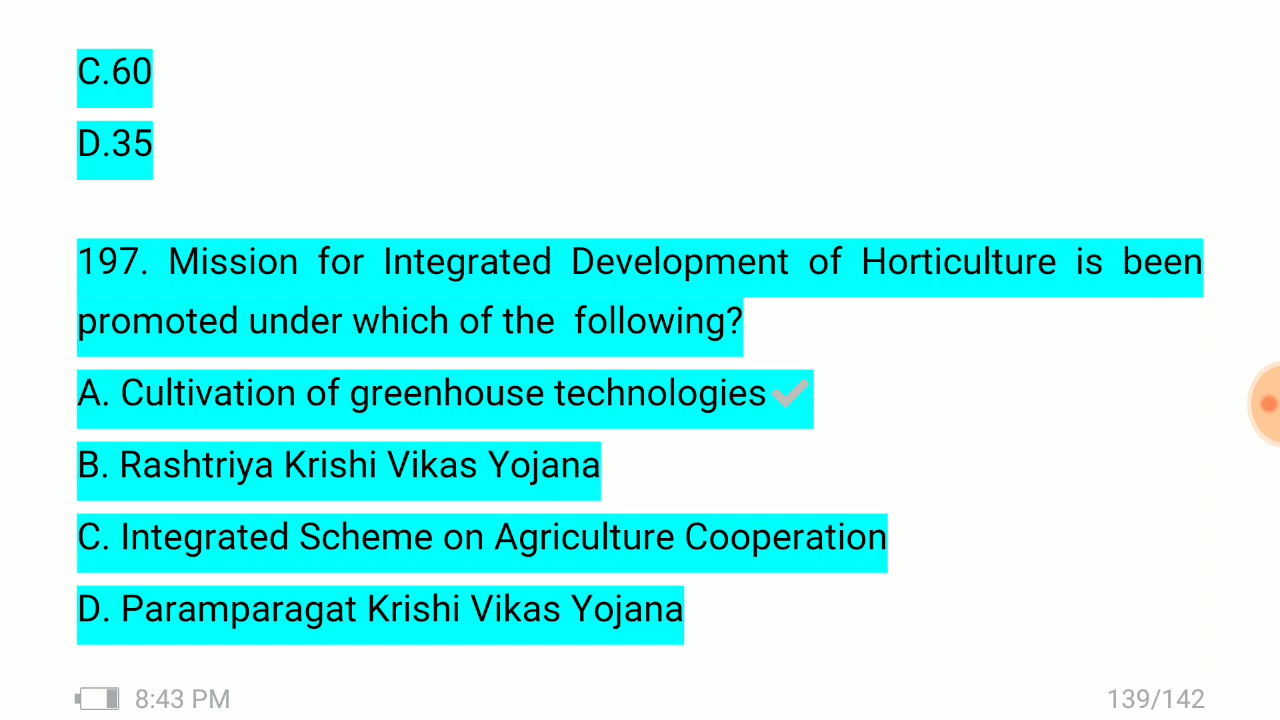 C.60
D.35
197. Mission for Integrated Development of Horticulture is been
promoted under which of the following?
A. Cultivation of greenhouse technologies✔
B. Rashtriya Krishi Vikas Yojana
C. Integrated Scheme on Agriculture Cooperation
D. Paramparagat Krishi Vikas Yojana
8:43 PM 139/142